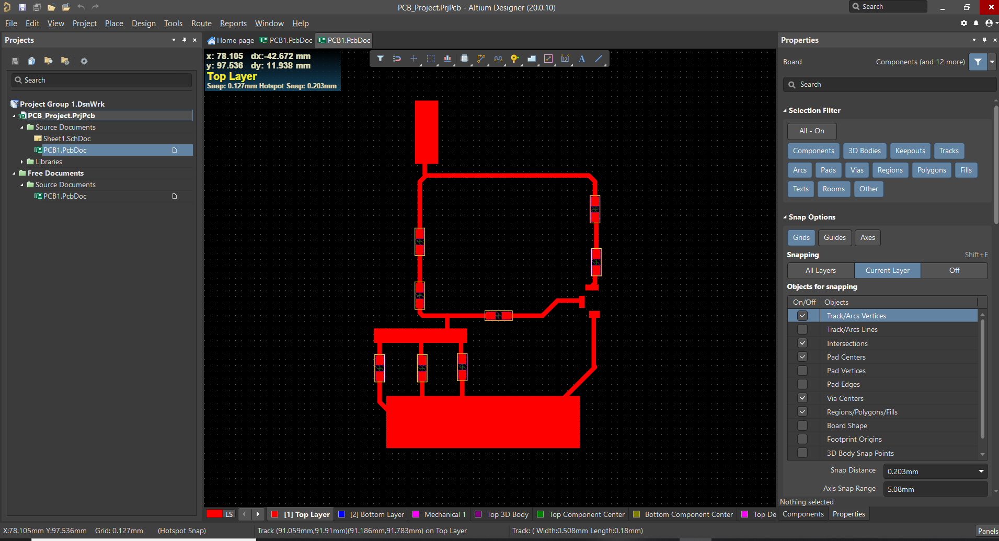 PCB_Project.PrjPcb - Altium Designer (20.0.10)
Search
File Edit View Project Place Design Tools Route Reports Window Help
Projects
Search
Project Group 1.DsnWrk
PCB_Project.PrjPcb
Source Documents
Sheet1.SchDoc
PCB1.PcbDoc
Libraries
Free Documents
Source Documents
PCB1.PcbDoc
Home page PCB1.PcbDoc PCB1.PcbDoc
x: 78.105 dx:-42.672 mm
y: 97.536 dy: 11.938 mm
Top Layer
Snap: 0.127mm Hotspot Snap: 0.203mm
Properties
Board Components (and 12 more)
Search
Selection Filter
All - On
Components 3D Bodies Keepouts Tracks
Arcs Pads Vias Regions Polygons Fills
Texts Rooms Other
Snap Options
Grids Guides Axes
Snapping Shift+E
All Layers Current Layer Off
Objects for snapping
On/Off Objects
Track/Arcs Vertices
Track/Arcs Lines
Intersections
Pad Centers
Pad Vertices
Pad Edges
Via Centers
Regions/Polygons/Fills
Board Shape
Footprint Origins
3D Body Snap Points
Snap Distance 0.203mm
Axis Snap Range 5.08mm
Nothing selected
Components Properties
LS [1] Top Layer [2] Bottom Layer Mechanical 1 Top 3D Body Top Component Center Bottom Component Center Top De
X:78.105mm Y:97.536mm Grid: 0.127mm (Hotspot Snap) Track (91.059mm,91.91mm)(91.186mm,91.783mm) on Top Layer Track: ( Width:0.508mm Length:0.18mm) Panels